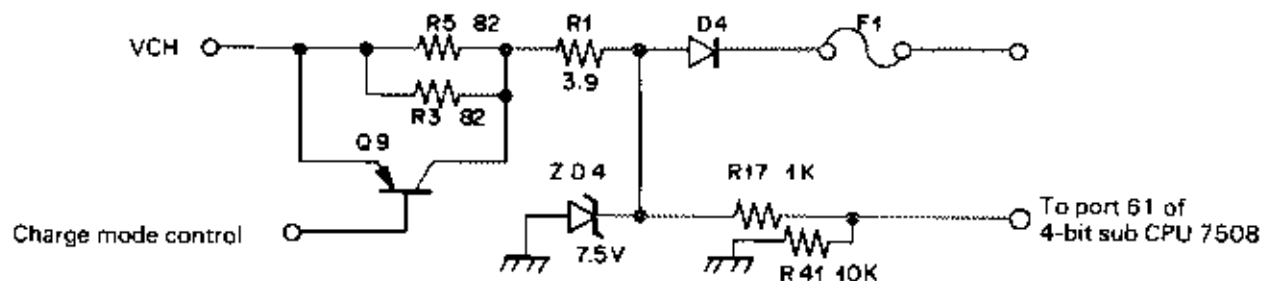 R5 82
R1
D4
F1
VCH
3.9
R3 82
Q9
ZD4
R17 1K
To port 61 of
4-bit sub CPU 7508
Charge mode control
7.5V
R41 10K